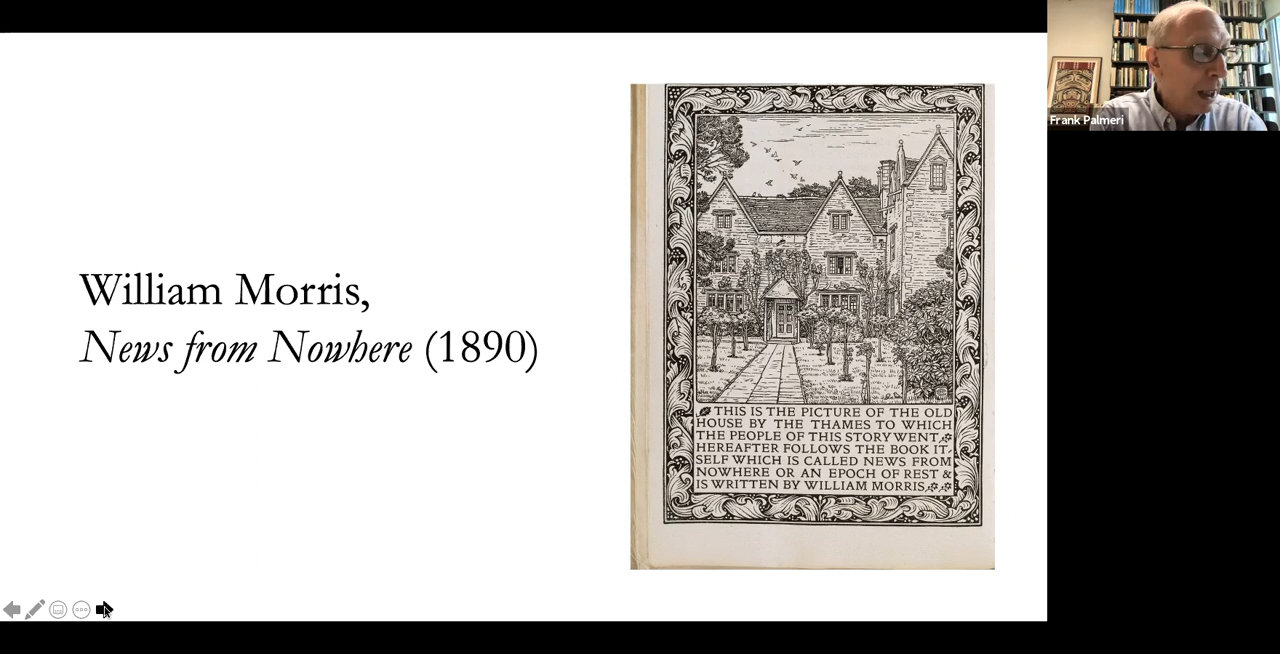 William Morris,
News from Nowhere (1890)
THIS IS THE PICTURE OF THE OLD
HOUSE BY THE THAMES TO WHICH
THE PEOPLE OF THIS STORY WENT
HEREAFTER FOLLOWS THE BOOK IT-
SELF WHICH IS CALLED NEWS FROM
NOWHERE OR AN EPOCH OF REST &
IS WRITTEN BY WILLIAM MORRIS
Frank Palmeri